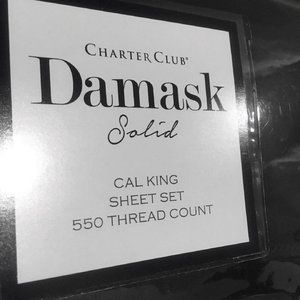 CHARTER CLUB®
Damask
Solid
CAL KING
SHEET SET
550 THREAD COUNT